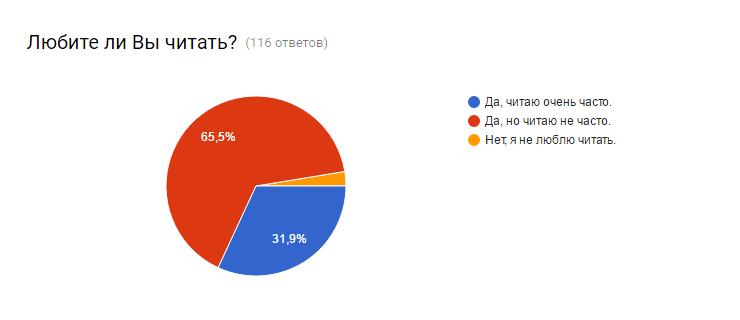 Любите ли Вы читать? (116 ответов)
65,5%
31,9%
Да, читаю очень часто.
Да, но читаю не часто.
Нет, я не люблю читать.